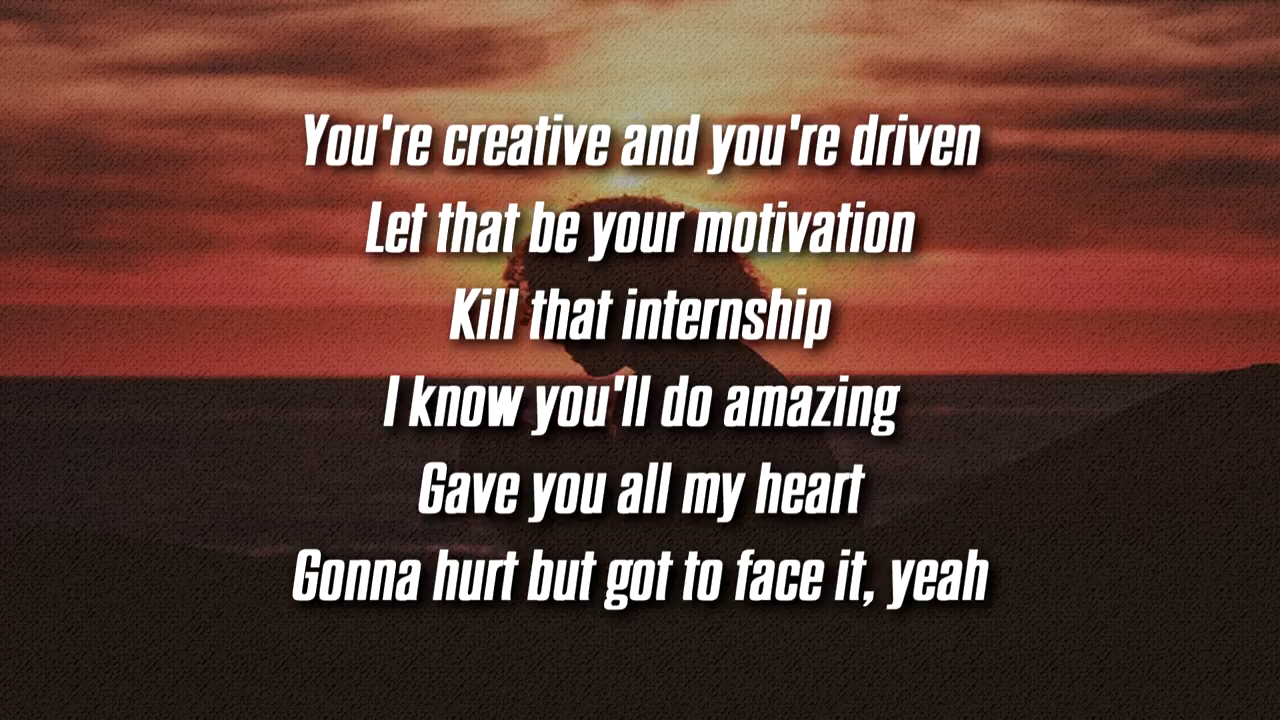 You're creative and you're driven
Let that be your motivation
Kill that internship
I know you'll do amazing
Gave you all my heart
Gonna hurt but got to face it, yeah